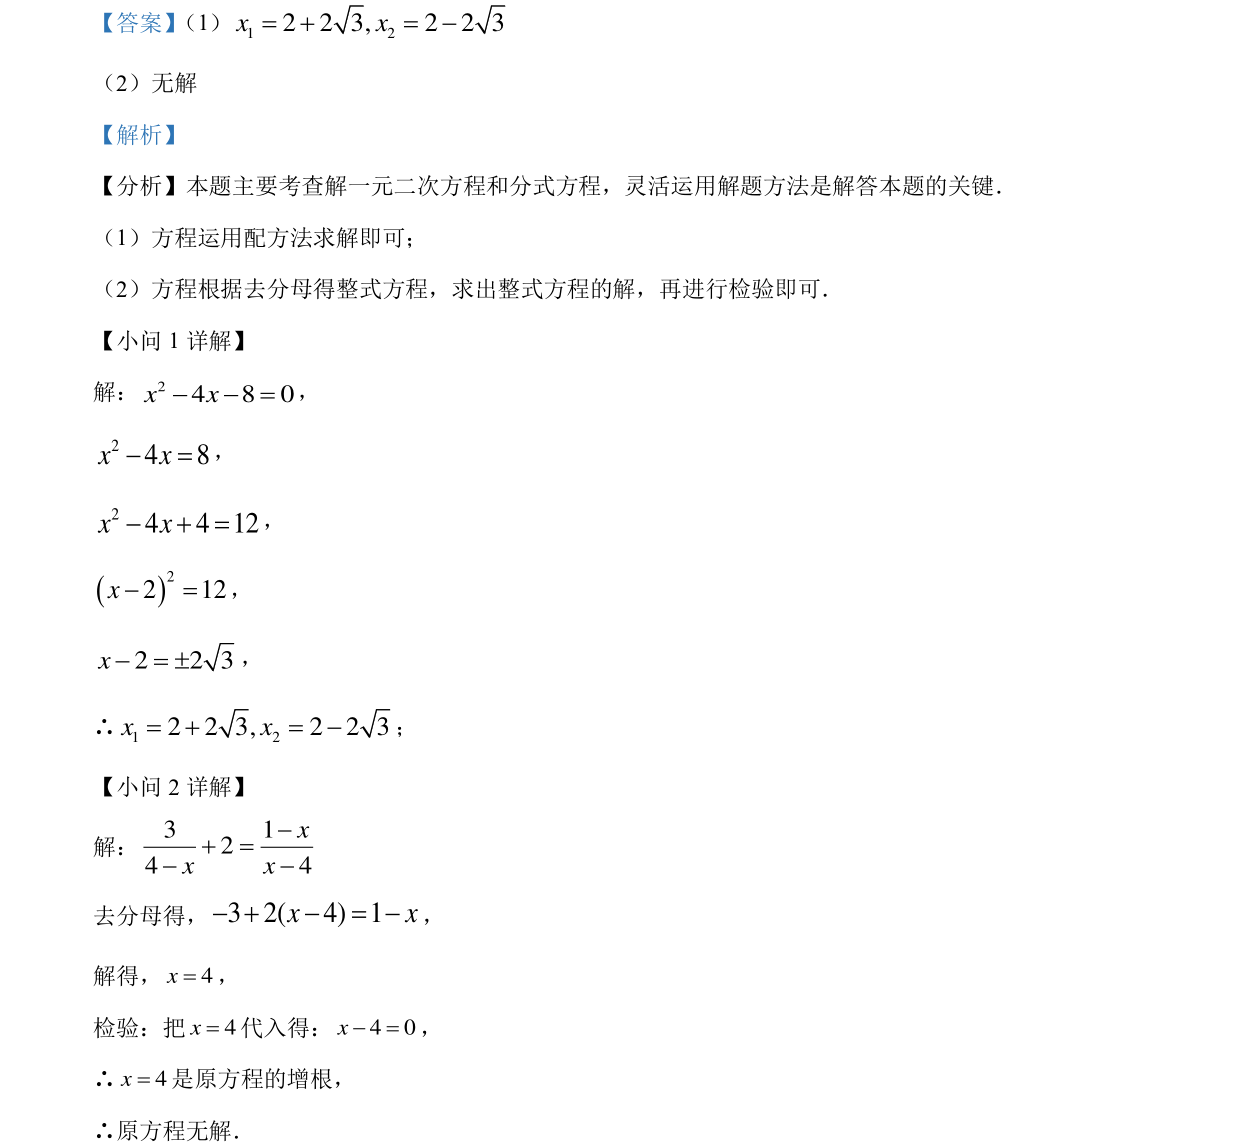 【答案】（1）x₁ = 2 + 2√3, x₂ = 2 − 2√3
（2）无解
【解析】
【分析】本题主要考查解一元二次方程和分式方程，灵活运用解题方法是解答本题的关键．
（1）方程运用配方法求解即可；
（2）方程根据去分母得整式方程，求出整式方程的解，再进行检验即可．
【小问 1 详解】
解：x² − 4x − 8 = 0，
x² − 4x = 8，
x² − 4x + 4 = 12，
(x − 2)² = 12，
x − 2 = ±2√3，
∴ x₁ = 2 + 2√3, x₂ = 2 − 2√3；
【小问 2 详解】
解：3/(4 − x) + 2 = (1 − x)/(x − 4)
去分母得，−3 + 2(x − 4) = 1 − x，
解得，x = 4，
检验：把 x = 4 代入得：x − 4 = 0，
∴ x = 4 是原方程的增根，
∴原方程无解．